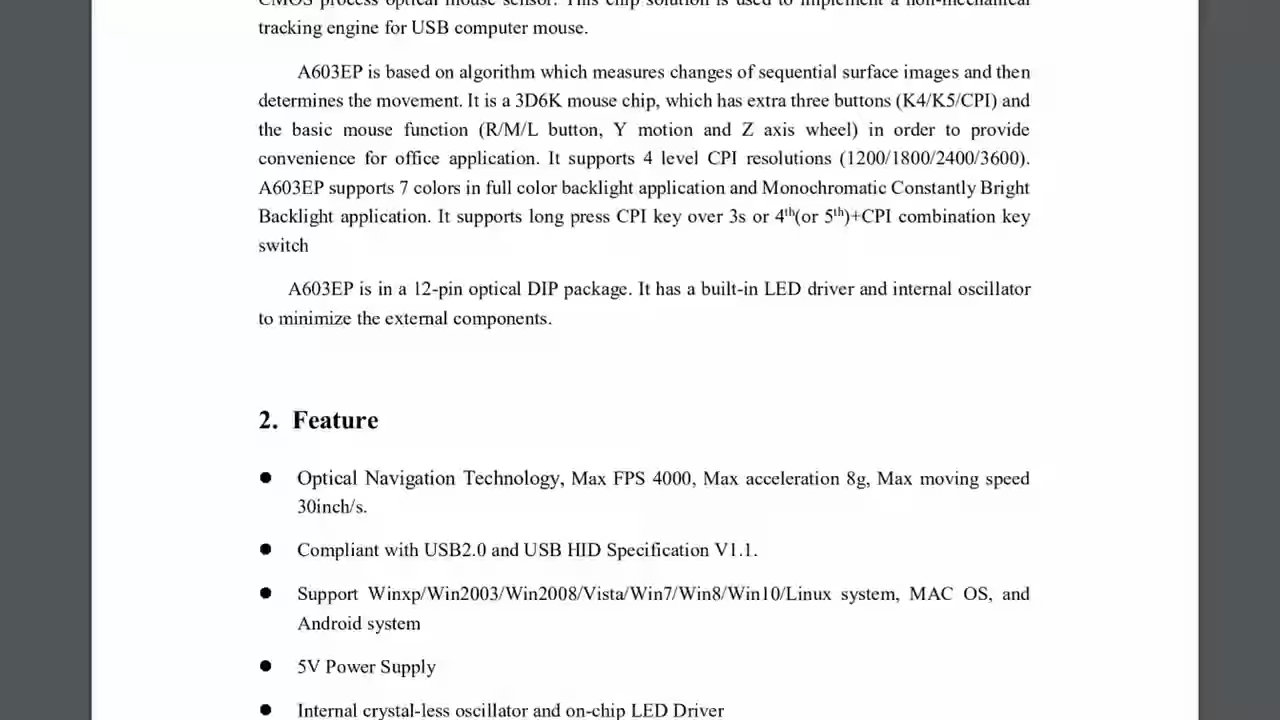 CMOS process optical mouse sensor. This chip solution is used to implement a non-mechanical
tracking engine for USB computer mouse.
A603EP is based on algorithm which measures changes of sequential surface images and then
determines the movement. It is a 3D6K mouse chip, which has extra three buttons (K4/K5/CPI) and
the basic mouse function (R/M/L button, Y motion and Z axis wheel) in order to provide
convenience for office application. It supports 4 level CPI resolutions (1200/1800/2400/3600).
A603EP supports 7 colors in full color backlight application and Monochromatic Constantly Bright
Backlight application. It supports long press CPI key over 3s or 4th(or 5th)+CPI combination key
switch
A603EP is in a 12-pin optical DIP package. It has a built-in LED driver and internal oscillator
to minimize the external components.
2. Feature
● Optical Navigation Technology, Max FPS 4000, Max acceleration 8g, Max moving speed
30inch/s.
● Compliant with USB2.0 and USB HID Specification V1.1.
● Support Winxp/Win2003/Win2008/Vista/Win7/Win8/Win10/Linux system, MAC OS, and
Android system
● 5V Power Supply
● Internal crystal-less oscillator and on-chip LED Driver